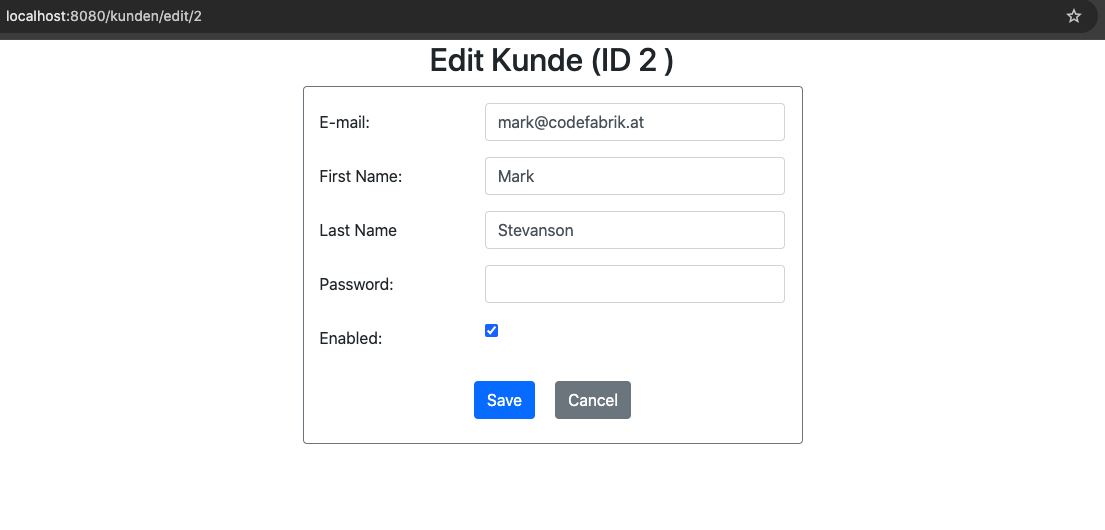 localhost:8080/kunden/edit/2
Edit Kunde (ID 2 )
E-mail: mark@codefabrik.at
First Name: Mark
Last Name Stevanson
Password:
Enabled:
Save Cancel